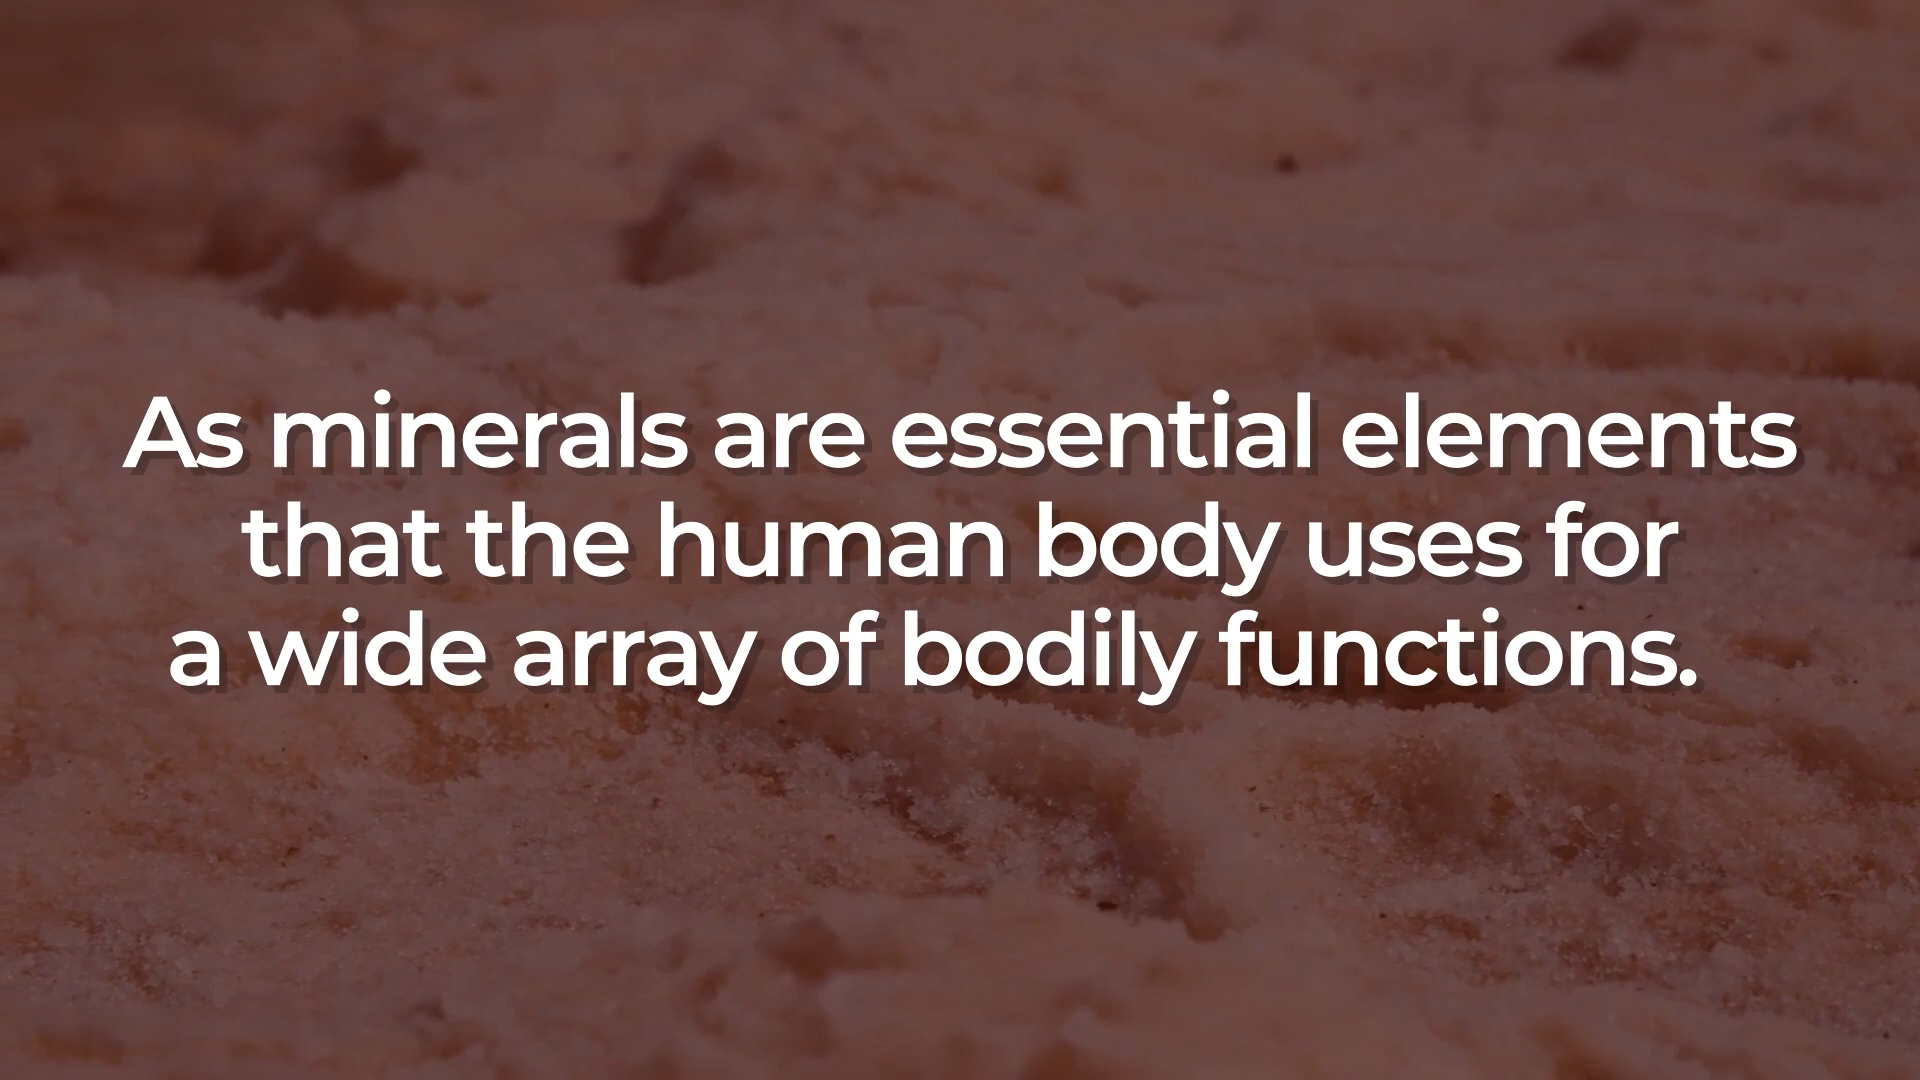 As minerals are essential elements
that the human body uses for
a wide array of bodily functions.